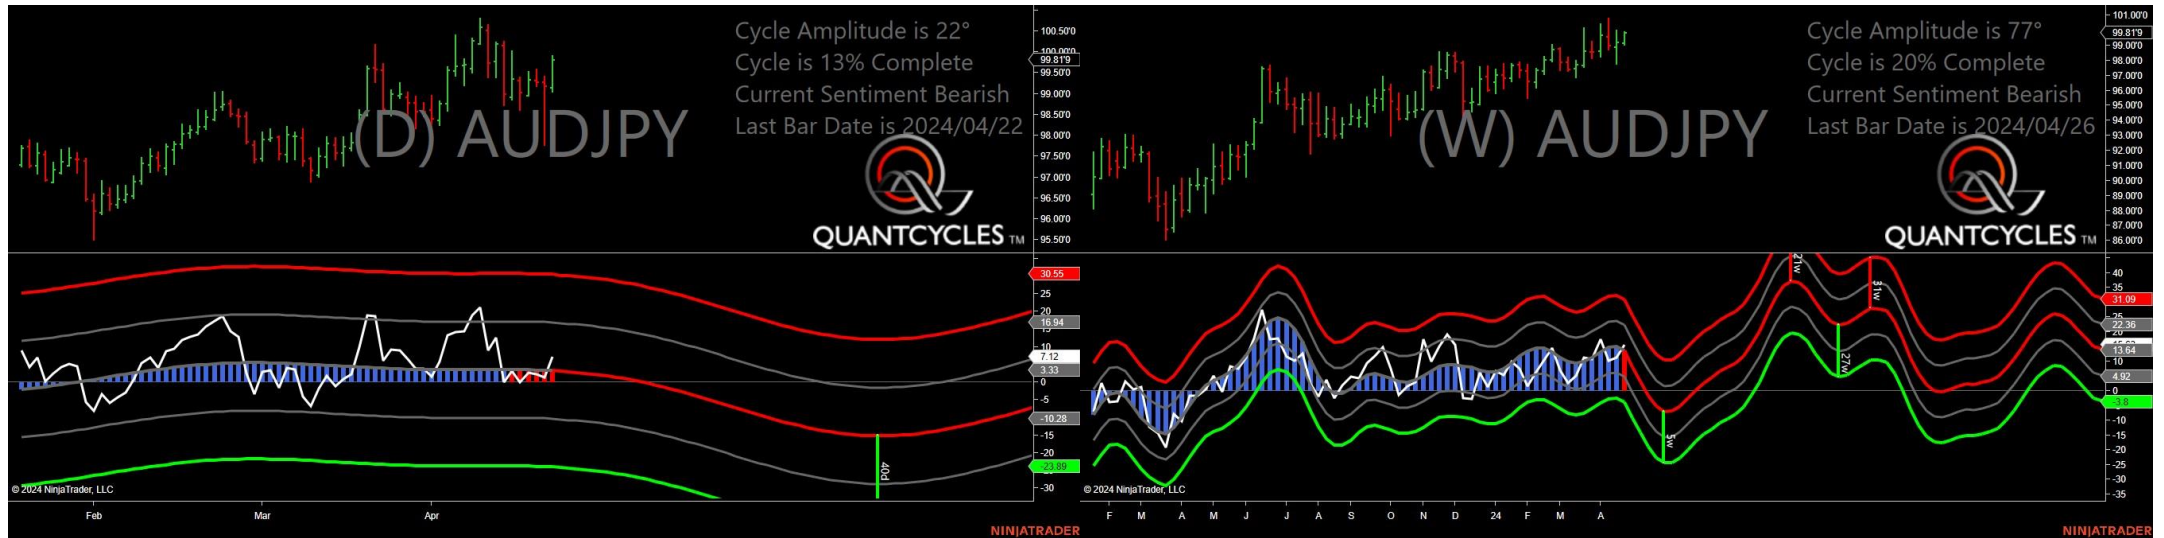 Cycle Amplitude is 22°
Cycle is 13% Complete
Current Sentiment Bearish
Last Bar Date is 2024/04/22
(D) AUDJPY
QUANTCYCLES TM
100.50'0
100.00'0
99.81'9
99.50'0
99.00'0
98.50'0
98.00'0
97.50'0
97.00'0
96.50'0
96.00'0
95.50'0
30.55
25
20
16.94
15
10
7.12
3.33
0
-5
-10.28
-15
-20
-23.89
-30
40d
© 2024 NinjaTrader, LLC
Feb
Mar
Apr
NINJATRADER
Cycle Amplitude is 77°
Cycle is 20% Complete
Current Sentiment Bearish
Last Bar Date is 2024/04/26
(W) AUDJPY
QUANTCYCLES TM
101.00'0
99.81'9
99.00'0
98.00'0
97.00'0
96.00'0
95.00'0
94.00'0
93.00'0
92.00'0
91.00'0
90.00'0
89.00'0
88.00'0
87.00'0
86.00'0
21w
31w
27w
5w
40
35
31.09
25
22.36
20
13.64
10
4.92
0
-3.8
-10
-15
-20
-25
-30
-35
© 2024 NinjaTrader, LLC
F M A M J J A S O N D 24 F M A
NINJATRADER